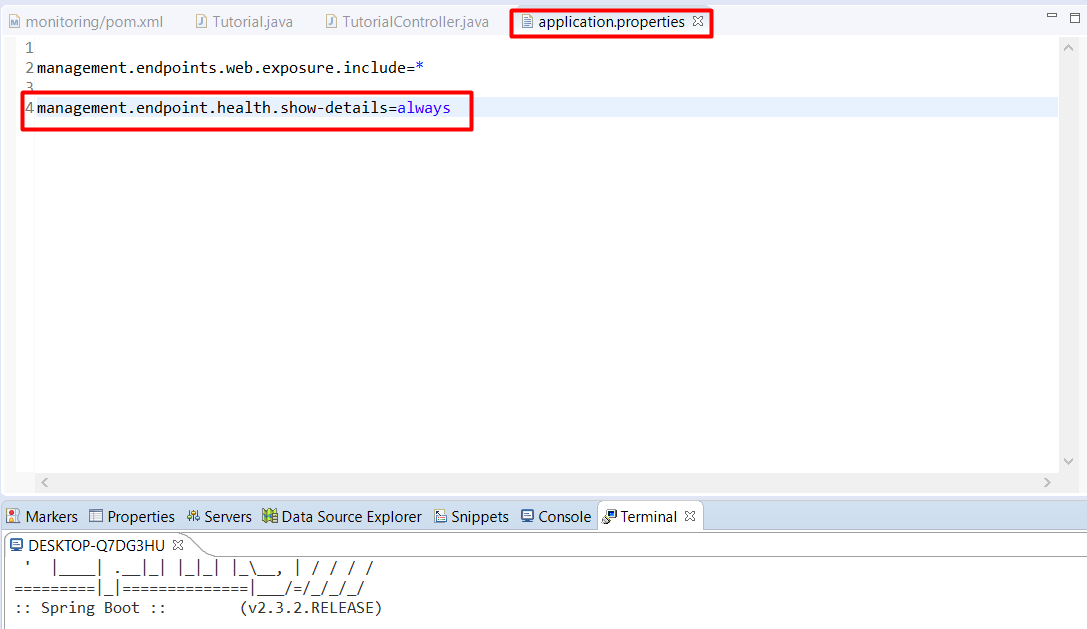 monitoring/pom.xml Tutorial.java TutorialController.java application.properties
1
2 management.endpoints.web.exposure.include=*
3
4 management.endpoint.health.show-details=always
Markers Properties Servers Data Source Explorer Snippets Console Terminal
DESKTOP-Q7DG3HU
' |____| .__|_| |_|_| |_\__, | / / / /
=========|_|==============|___/=/_/_/_/
:: Spring Boot :: (v2.3.2.RELEASE)